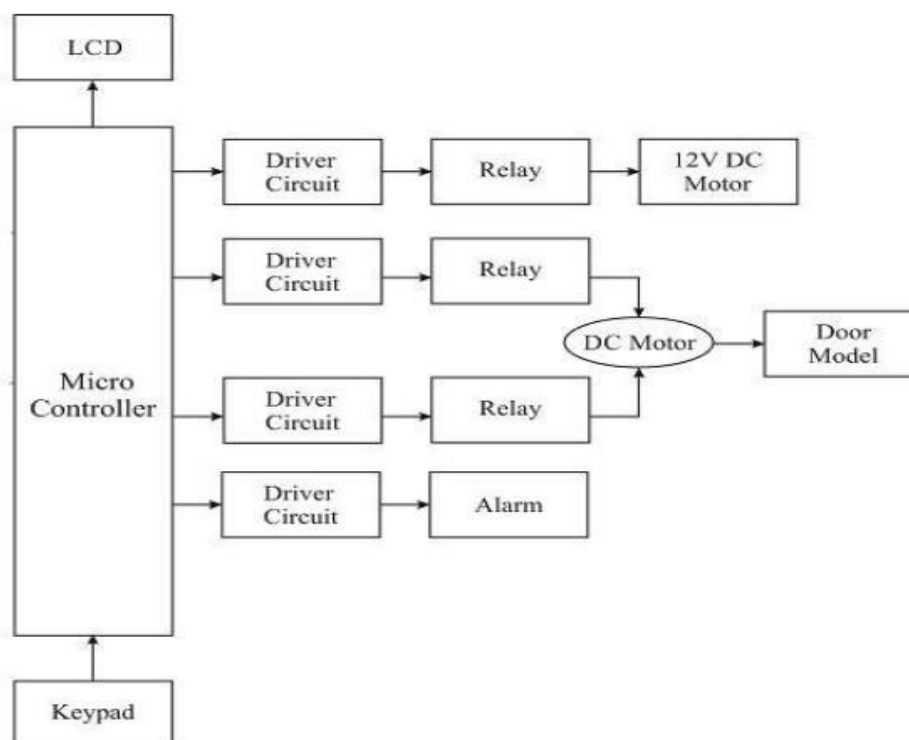 LCD
Driver
Circuit
Relay
12V DC
Motor
Driver
Circuit
Relay
DC Motor
Door
Model
Micro
Controller
Driver
Circuit
Relay
Driver
Circuit
Alarm
Keypad